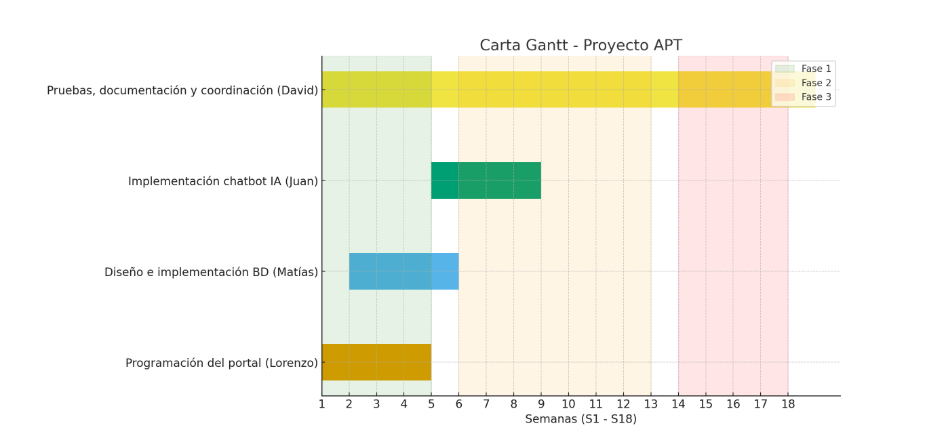 Carta Gantt - Proyecto APT
Fase 1
Fase 2
Fase 3
Pruebas, documentación y coordinación (David)
Implementación chatbot IA (Juan)
Diseño e implementación BD (Matías)
Programación del portal (Lorenzo)
1 2 3 4 5 6 7 8 9 10 11 12 13 14 15 16 17 18
Semanas (S1 - S18)